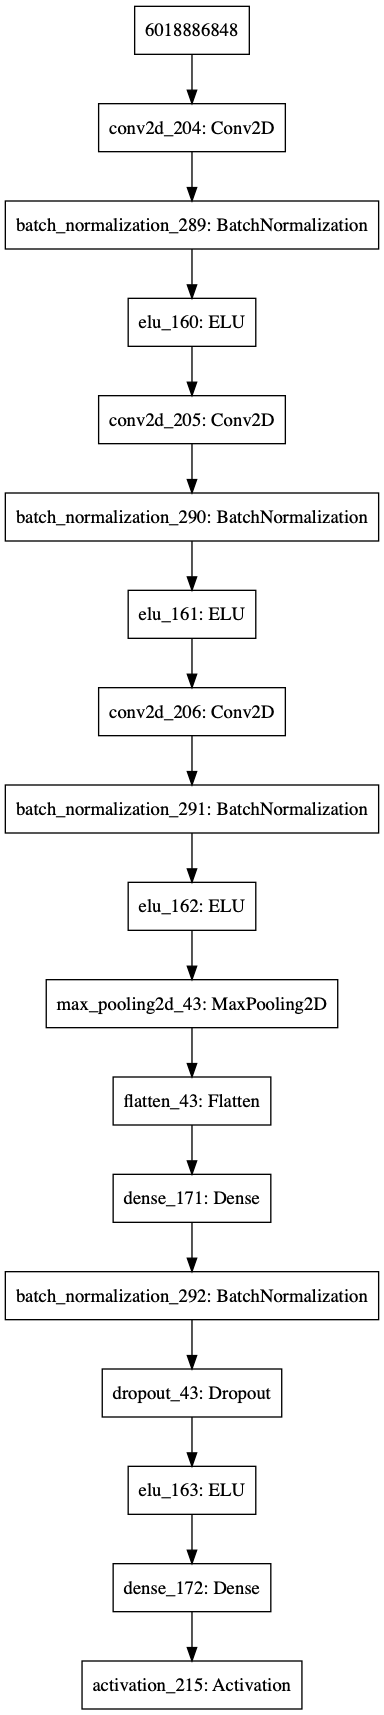 6018886848
conv2d_204: Conv2D
batch_normalization_289: BatchNormalization
elu_160: ELU
conv2d_205: Conv2D
batch_normalization_290: BatchNormalization
elu_161: ELU
conv2d_206: Conv2D
batch_normalization_291: BatchNormalization
elu_162: ELU
max_pooling2d_43: MaxPooling2D
flatten_43: Flatten
dense_171: Dense
batch_normalization_292: BatchNormalization
dropout_43: Dropout
elu_163: ELU
dense_172: Dense
activation_215: Activation